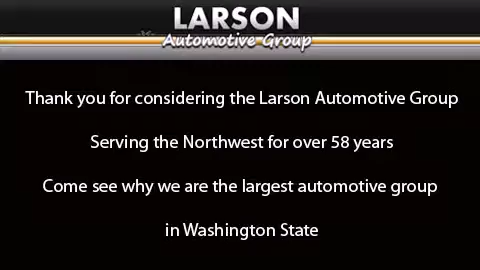 LARSON
Automotive Group
Thank you for considering the Larson Automotive Group
Serving the Northwest for over 58 years
Come see why we are the largest automotive group
in Washington State